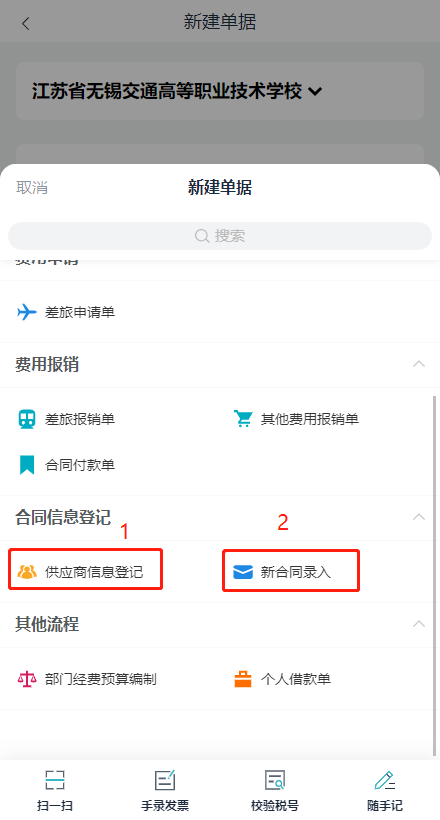 新建单据
江苏省无锡交通高等职业技术学校
取消
新建单据
搜索
费用申请
差旅申请单
费用报销
差旅报销单
其他费用报销单
合同付款单
合同信息登记
1
2
供应商信息登记
新合同录入
其他流程
部门经费预算编制
个人借款单
扫一扫
手录发票
校验税号
随手记